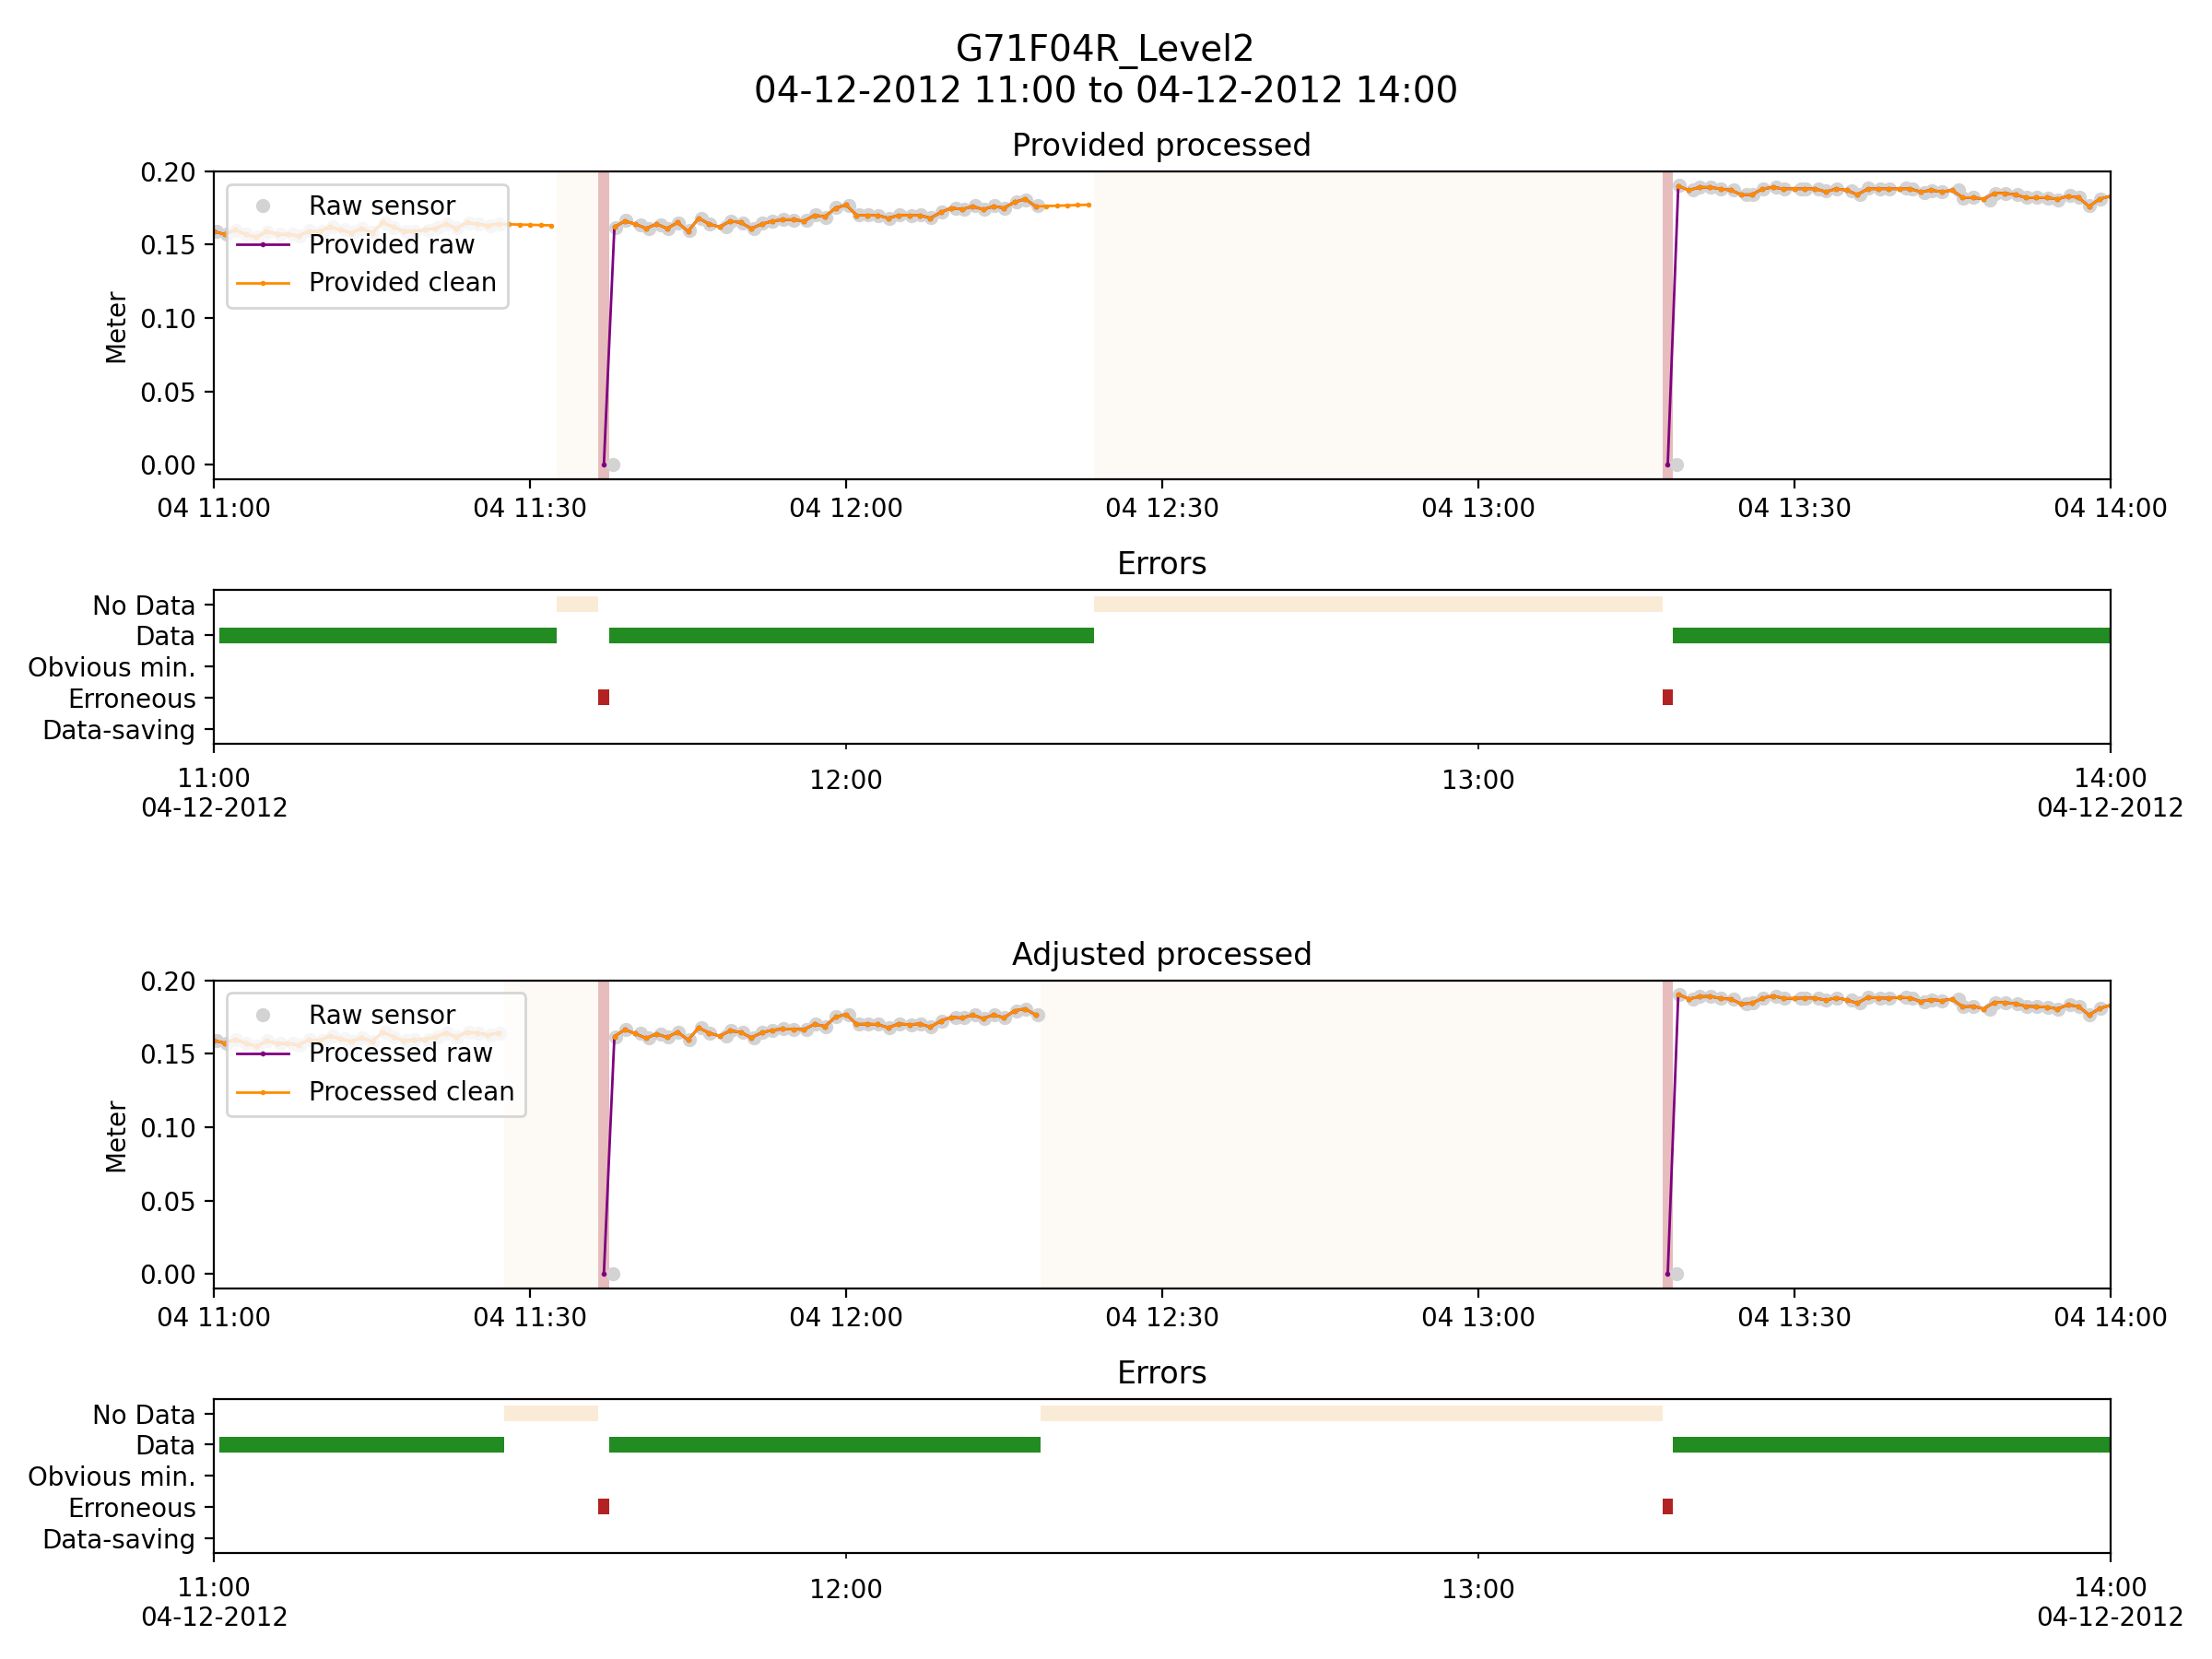 G71F04R_Level2
04-12-2012 11:00 to 04-12-2012 14:00
Provided processed
0.20
0.15
0.10
0.05
0.00
Meter
Raw sensor
Provided raw
Provided clean
04 11:00 04 11:30 04 12:00 04 12:30 04 13:00 04 13:30 04 14:00
Errors
No Data
Data
Obvious min.
Erroneous
Data-saving
11:00 12:00 13:00 14:00
04-12-2012 04-12-2012
Adjusted processed
0.20
0.15
0.10
0.05
0.00
Meter
Raw sensor
Processed raw
Processed clean
04 11:00 04 11:30 04 12:00 04 12:30 04 13:00 04 13:30 04 14:00
Errors
No Data
Data
Obvious min.
Erroneous
Data-saving
11:00 12:00 13:00 14:00
04-12-2012 04-12-2012